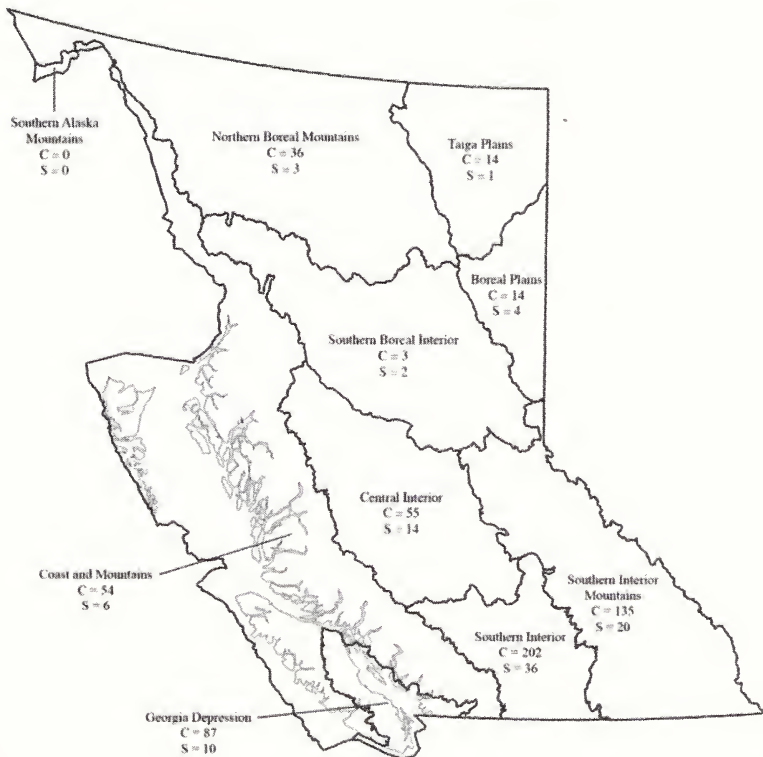 Southern Alaska
Mountains
C = 0
S = 0
Northern Boreal Mountains
C = 36
S = 3
Taiga Plains
C = 14
S = 1
Boreal Plains
C = 14
S = 4
Southern Boreal Interior
C = 3
S = 2
Central Interior
C = 55
S = 14
Coast and Mountains
C = 54
S = 6
Southern Interior
Mountains
C = 135
S = 20
Southern Interior
C = 202
S = 36
Georgia Depression
C = 87
S = 10